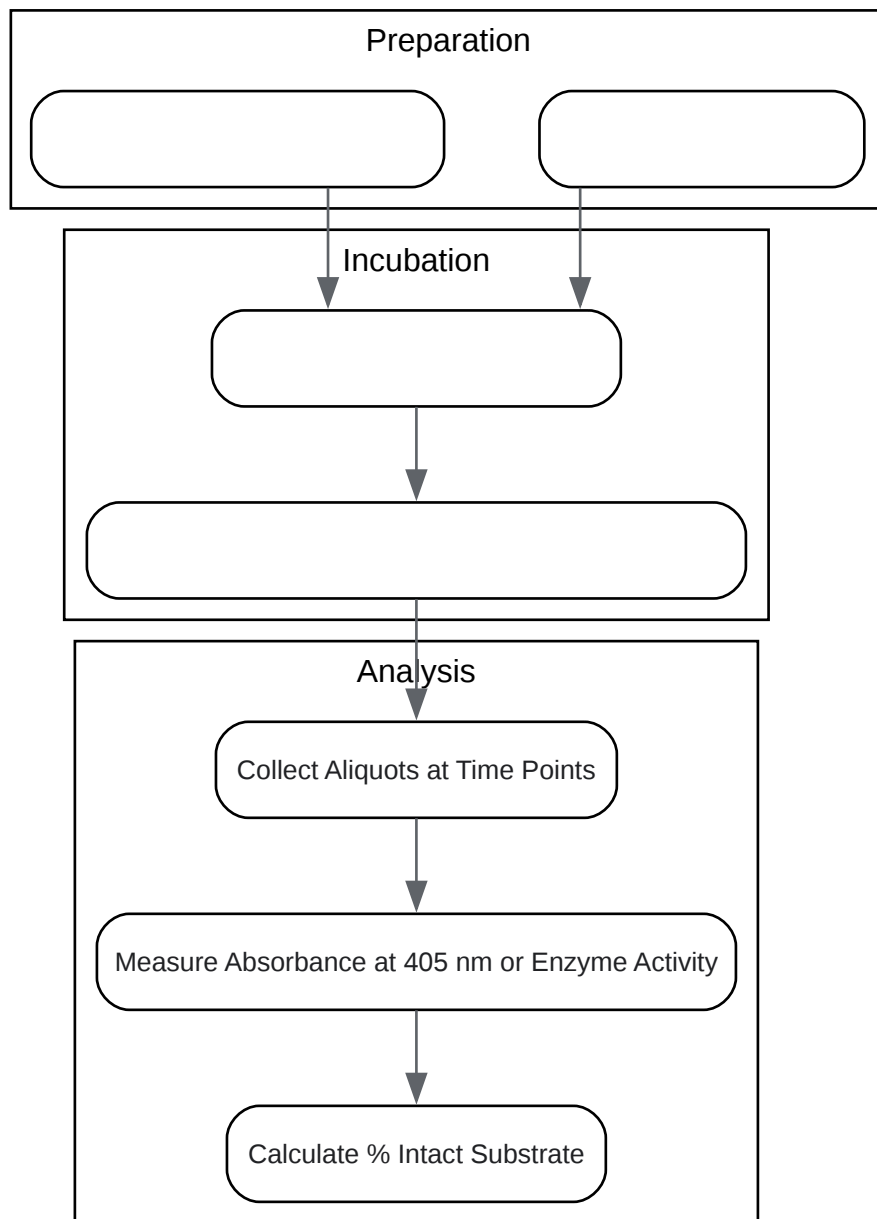 Preparation
Incubation
Analysis
Collect Aliquots at Time Points
Measure Absorbance at 405 nm or Enzyme Activity
Calculate % Intact Substrate